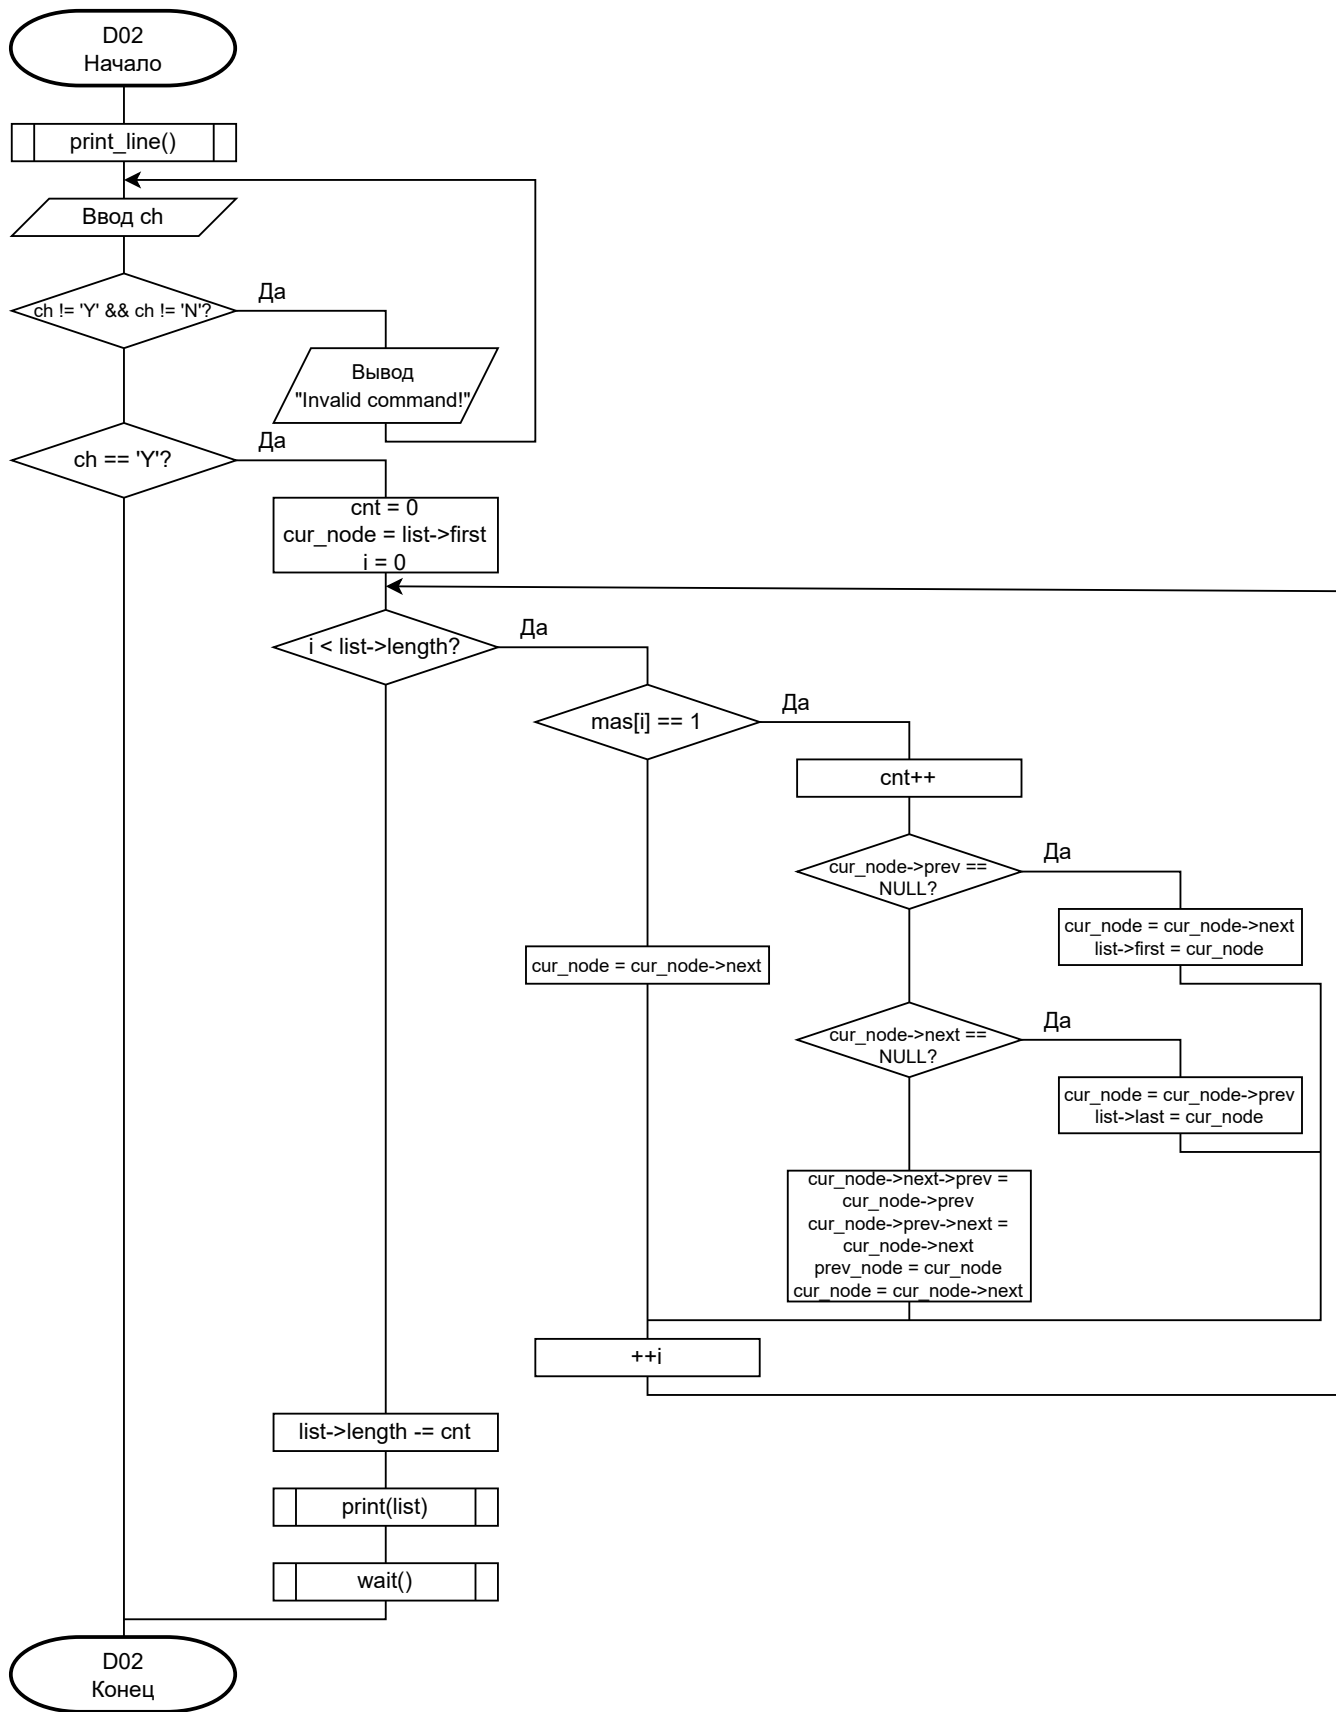 D02
Начало
print_line()
Ввод ch
ch != 'Y' && ch != 'N'?
Да
Вывод
"Invalid command!"
ch == 'Y'?
Да
cnt = 0
cur_node = list->first
i = 0
i < list->length?
Да
mas[i] == 1
Да
cnt++
cur_node->prev ==
NULL?
Да
cur_node = cur_node->next
list->first = cur_node
cur_node = cur_node->next
cur_node->next ==
NULL?
Да
cur_node = cur_node->prev
list->last = cur_node
cur_node->next->prev =
cur_node->prev
cur_node->prev->next =
cur_node->next
prev_node = cur_node
cur_node = cur_node->next
++i
list->length -= cnt
print(list)
wait()
D02
Конец